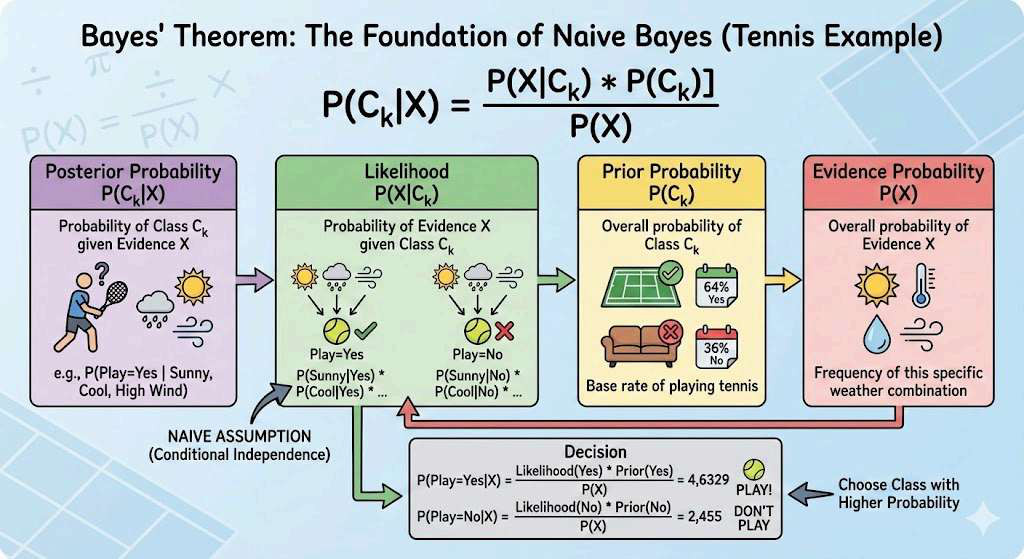 Bayes' Theorem: The Foundation of Naive Bayes (Tennis Example)
P(Cₖ|X) = P(X|Cₖ) * P(Cₖ)] / P(X)
÷ π ÷ ×
P(X) = ÷ / P(X)
Posterior Probability
P(Cₖ|X)
Probability of Class Cₖ
given Evidence X
?
e.g., P(Play=Yes | Sunny,
Cool, High Wind)
Likelihood
P(X|Cₖ)
Probability of Evidence X
given Class Cₖ
Play=Yes
P(Sunny|Yes) *
P(Cool|Yes) * ...
Play=No
P(Sunny|No) *
P(Cool|No) * ...
Prior Probability
P(Cₖ)
Overall probability of
Class Cₖ
64%
Yes
36%
No
Base rate of playing tennis
Evidence Probability
P(X)
Overall probability of
Evidence X
Frequency of this specific
weather combination
NAIVE ASSUMPTION
(Conditional Independence)
Decision
P(Play=Yes|X) = Likelihood(Yes) * Prior(Yes) / P(X) = 4,6329
PLAY!
P(Play=No|X) = Likelihood(No) * Prior(No) / P(X) = 2,455
DON'T
PLAY
Choose Class with
Higher Probability